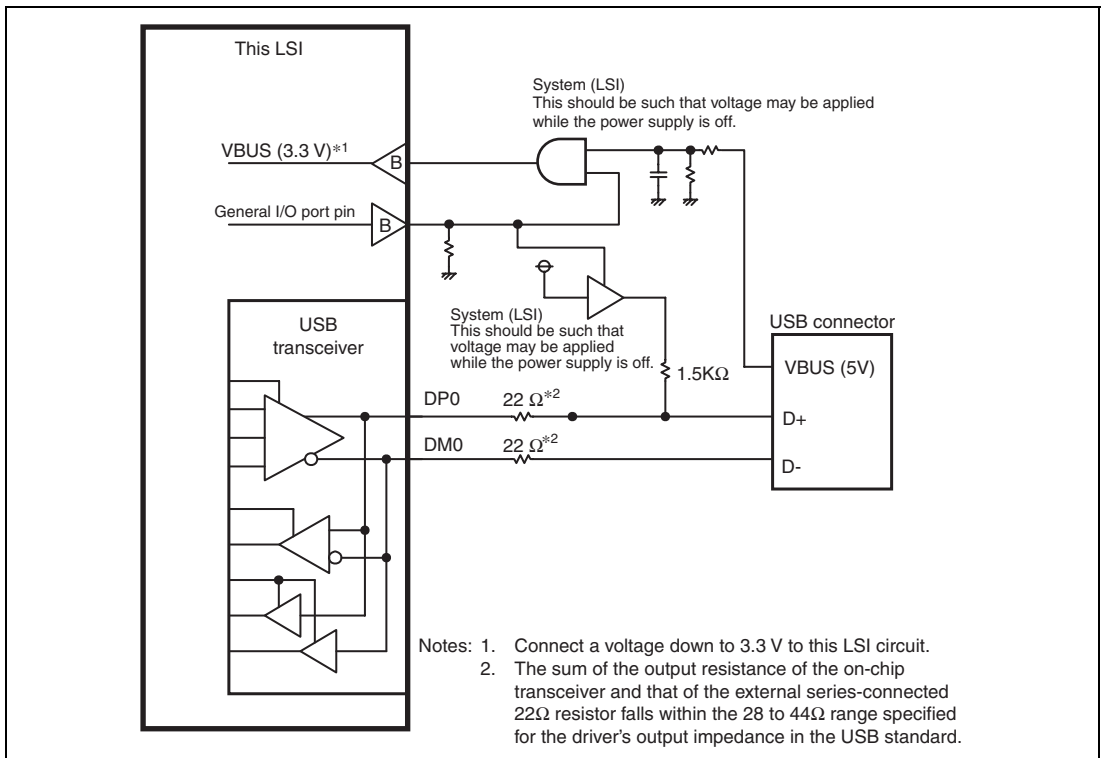 This LSI
System (LSI)
This should be such that voltage may be applied
while the power supply is off.
VBUS (3.3 V)*1
B
General I/O port pin
B
System (LSI)
This should be such that
voltage may be applied
while the power supply is off.
USB
transceiver
USB connector
VBUS (5V)
1.5KΩ
DP0
22 Ω*2
D+
DM0
22 Ω*2
D-
Notes: 1. Connect a voltage down to 3.3 V to this LSI circuit.
2. The sum of the output resistance of the on-chip
transceiver and that of the external series-connected
22Ω resistor falls within the 28 to 44Ω range specified
for the driver's output impedance in the USB standard.